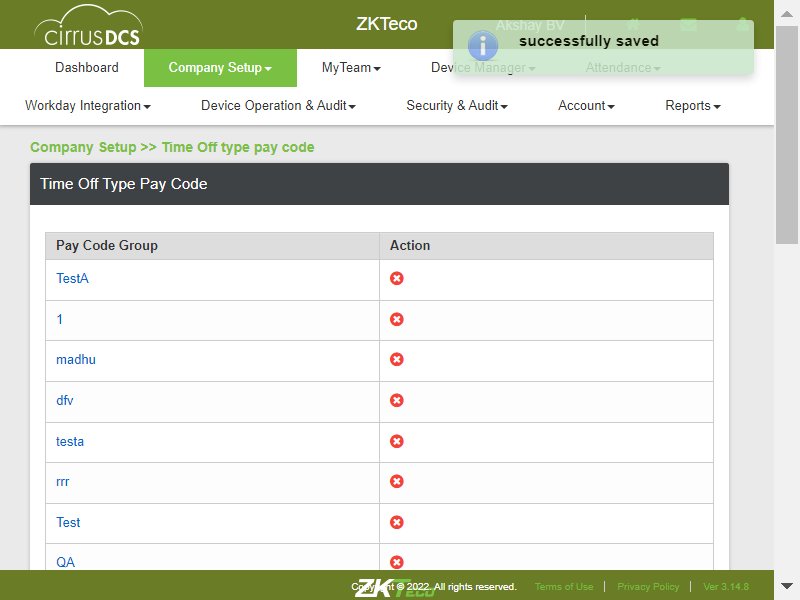 cirrusDCS
ZKTeco
Akshay BV
successfully saved
Dashboard
Company Setup
MyTeam
Device Manager
Attendance
Workday Integration
Device Operation & Audit
Security & Audit
Account
Reports
Company Setup >> Time Off type pay code
Time Off Type Pay Code
Pay Code Group
Action
TestA
1
madhu
dfv
testa
rrr
Test
QA
Copyright © 2022. All rights reserved.
ZKTeco
Terms of Use
Privacy Policy
Ver 3.14.8